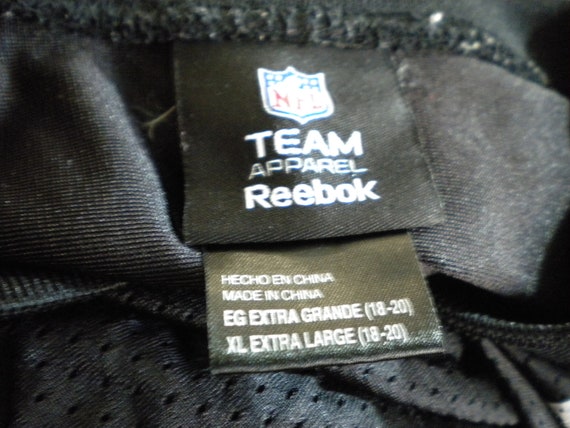 NFL
TEAM
APPAREL
Reebok
HECHO EN CHINA
MADE IN CHINA
EG EXTRA GRANDE (18-20)
XL EXTRA LARGE (18-20)